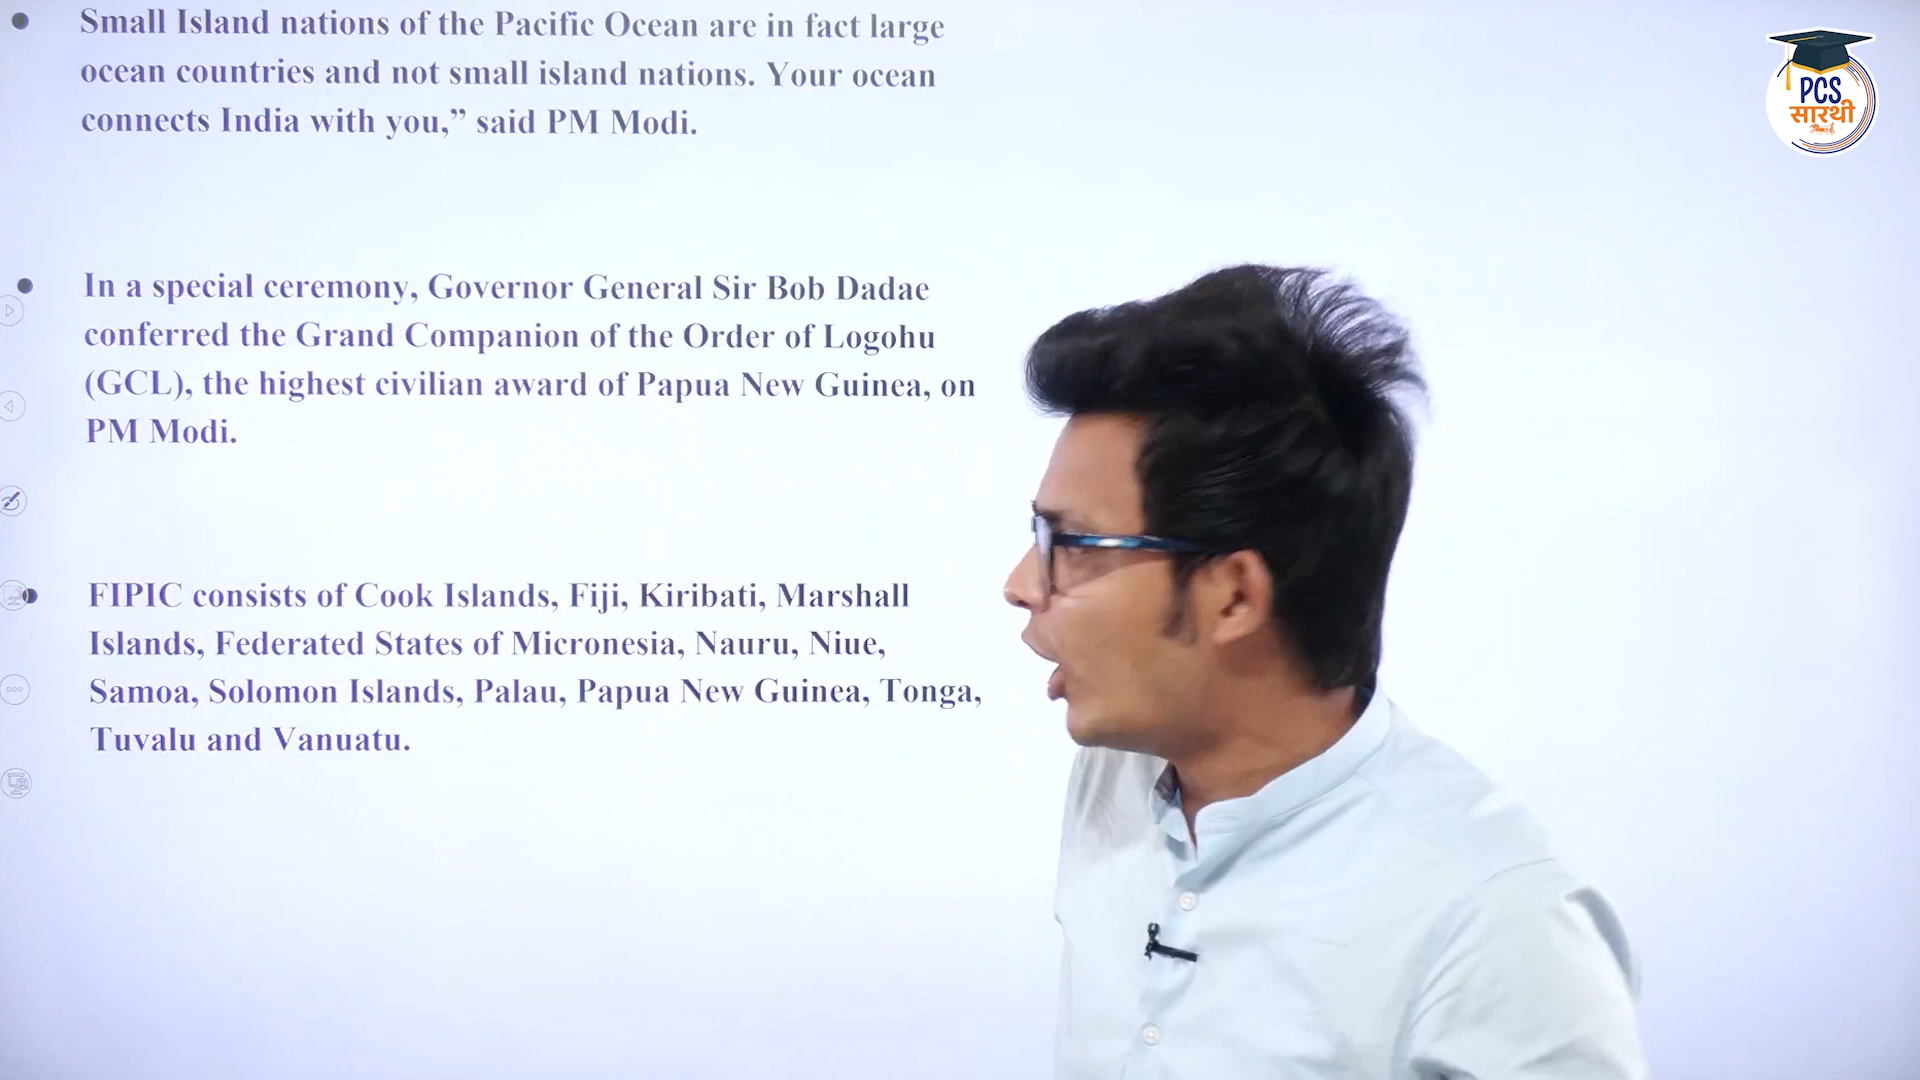 Small Island nations of the Pacific Ocean are in fact large
ocean countries and not small island nations. Your ocean
connects India with you,” said PM Modi.
In a special ceremony, Governor General Sir Bob Dadae
conferred the Grand Companion of the Order of Logohu
(GCL), the highest civilian award of Papua New Guinea, on
PM Modi.
FIPIC consists of Cook Islands, Fiji, Kiribati, Marshall
Islands, Federated States of Micronesia, Nauru, Niue,
Samoa, Solomon Islands, Palau, Papua New Guinea, Tonga,
Tuvalu and Vanuatu.
PCS
सारथी